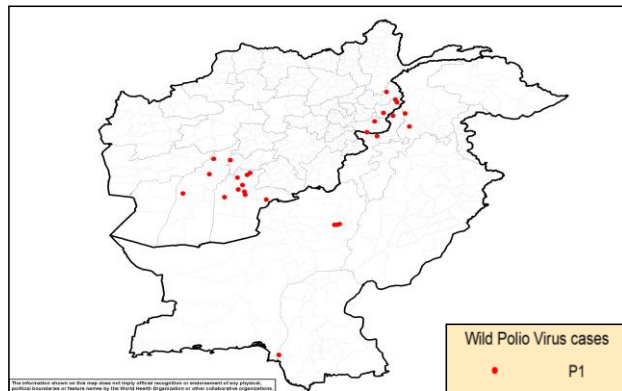 Wild Polio Virus cases
P1
The information shown on this map does not imply official recognition or endorsement of any physical,
political boundaries or feature names by the World Health Organization or other collaborative organizations.